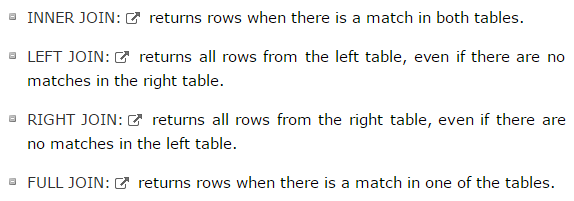 INNER JOIN: returns rows when there is a match in both tables.
LEFT JOIN: returns all rows from the left table, even if there are no
matches in the right table.
RIGHT JOIN: returns all rows from the right table, even if there are
no matches in the left table.
FULL JOIN: returns rows when there is a match in one of the tables.